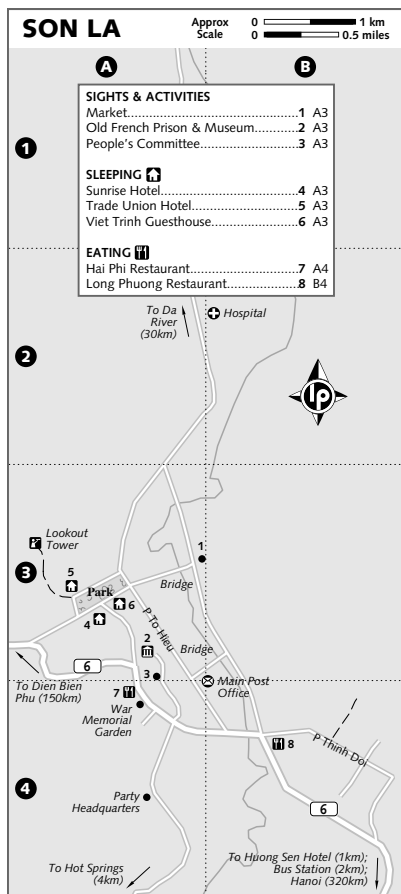 SON LA
Approx
Scale
0 1 km
0 0.5 miles
A B
SIGHTS & ACTIVITIES
Market...............................................1 A3
Old French Prison & Museum...........2 A3
People's Committee..........................3 A3
SLEEPING
Sunrise Hotel.....................................4 A3
Trade Union Hotel.............................5 A3
Viet Trinh Guesthouse.......................6 A3
EATING
Hai Phi Restaurant.............................7 A4
Long Phuong Restaurant...................8 B4
1
To Da
River
(30km)
Hospital
2
lp
Lookout
Tower
1
3
5
Park
Bridge
6
4
P To Hieu
2
Bridge
6
3
To Dien Bien
Phu (150km)
Main Post
Office
7
War
Memorial
Garden
8
P Thinh Doi
4
Party
Headquarters
6
To Hot Springs
(4km)
To Huong Sen Hotel (1km);
Bus Station (2km);
Hanoi (320km)